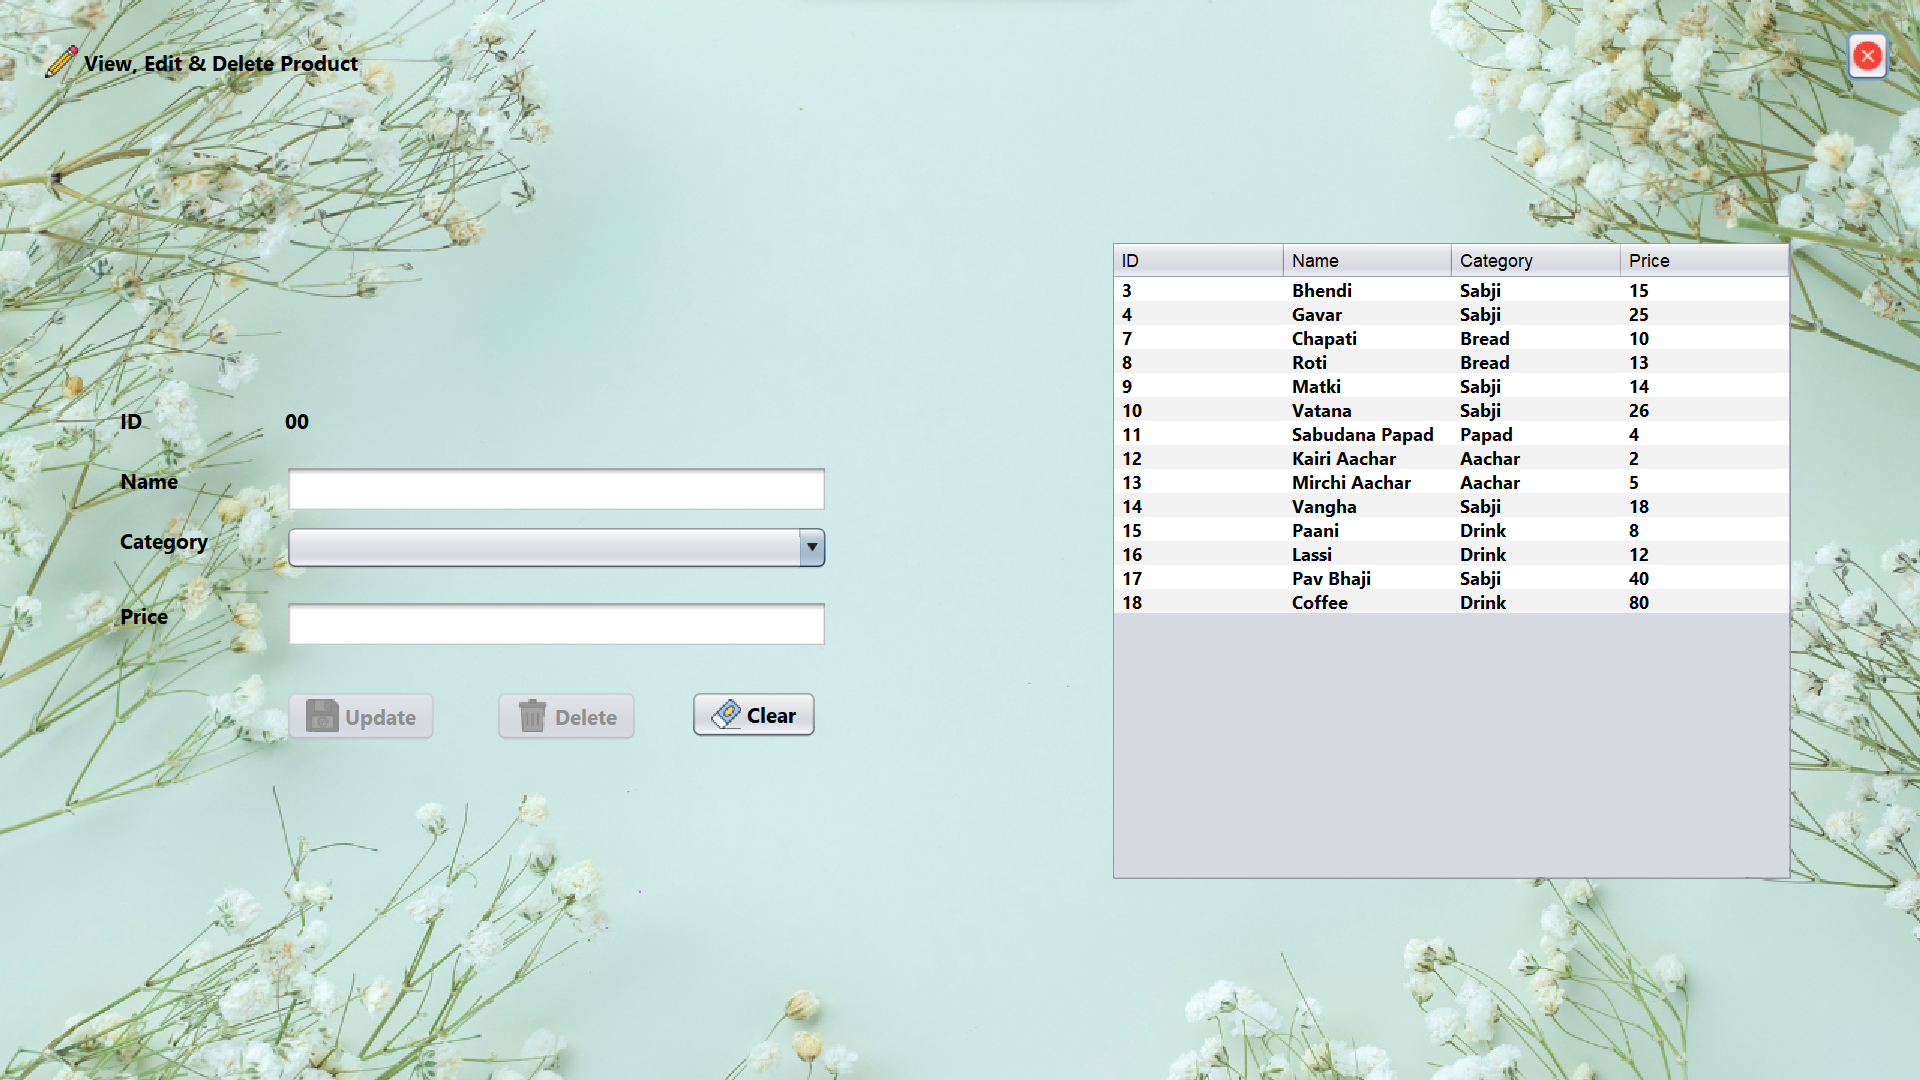 View, Edit & Delete Product
ID 00
Name
Category
Price
Update Delete Clear
ID Name Category Price
3 Bhendi Sabji 15
4 Gavar Sabji 25
7 Chapati Bread 10
8 Roti Bread 13
9 Matki Sabji 14
10 Vatana Sabji 26
11 Sabudana Papad Papad 4
12 Kairi Aachar Aachar 2
13 Mirchi Aachar Aachar 5
14 Vangha Sabji 18
15 Paani Drink 8
16 Lassi Drink 12
17 Pav Bhaji Sabji 40
18 Coffee Drink 80